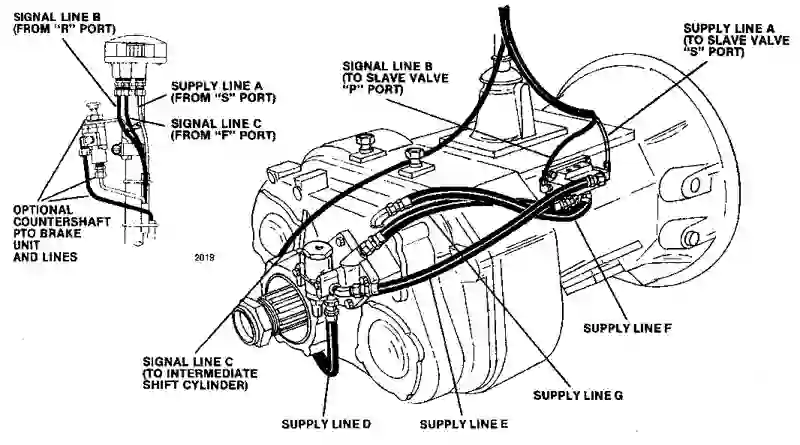 SIGNAL LINE B
(FROM "R" PORT)
SUPPLY LINE A
(FROM "S" PORT)
SIGNAL LINE C
(FROM "F" PORT)
OPTIONAL
COUNTERSHAFT
PTO BRAKE
UNIT
AND LINES
2019
SIGNAL LINE B
(TO SLAVE VALVE
"P" PORT)
SUPPLY LINE A
(TO SLAVE VALVE
"S" PORT)
SIGNAL LINE C
(TO INTERMEDIATE
SHIFT CYLINDER)
SUPPLY LINE D
SUPPLY LINE E
SUPPLY LINE G
SUPPLY LINE F